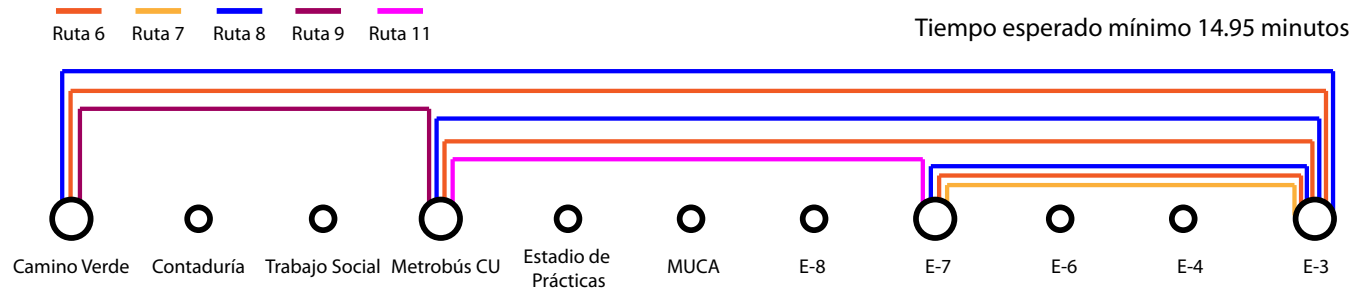 Ruta 6 Ruta 7 Ruta 8 Ruta 9 Ruta 11
Tiempo esperado mínimo 14.95 minutos
Camino Verde Contaduría Trabajo Social Metrobús CU Estadio de Prácticas MUCA E-8 E-7 E-6 E-4 E-3